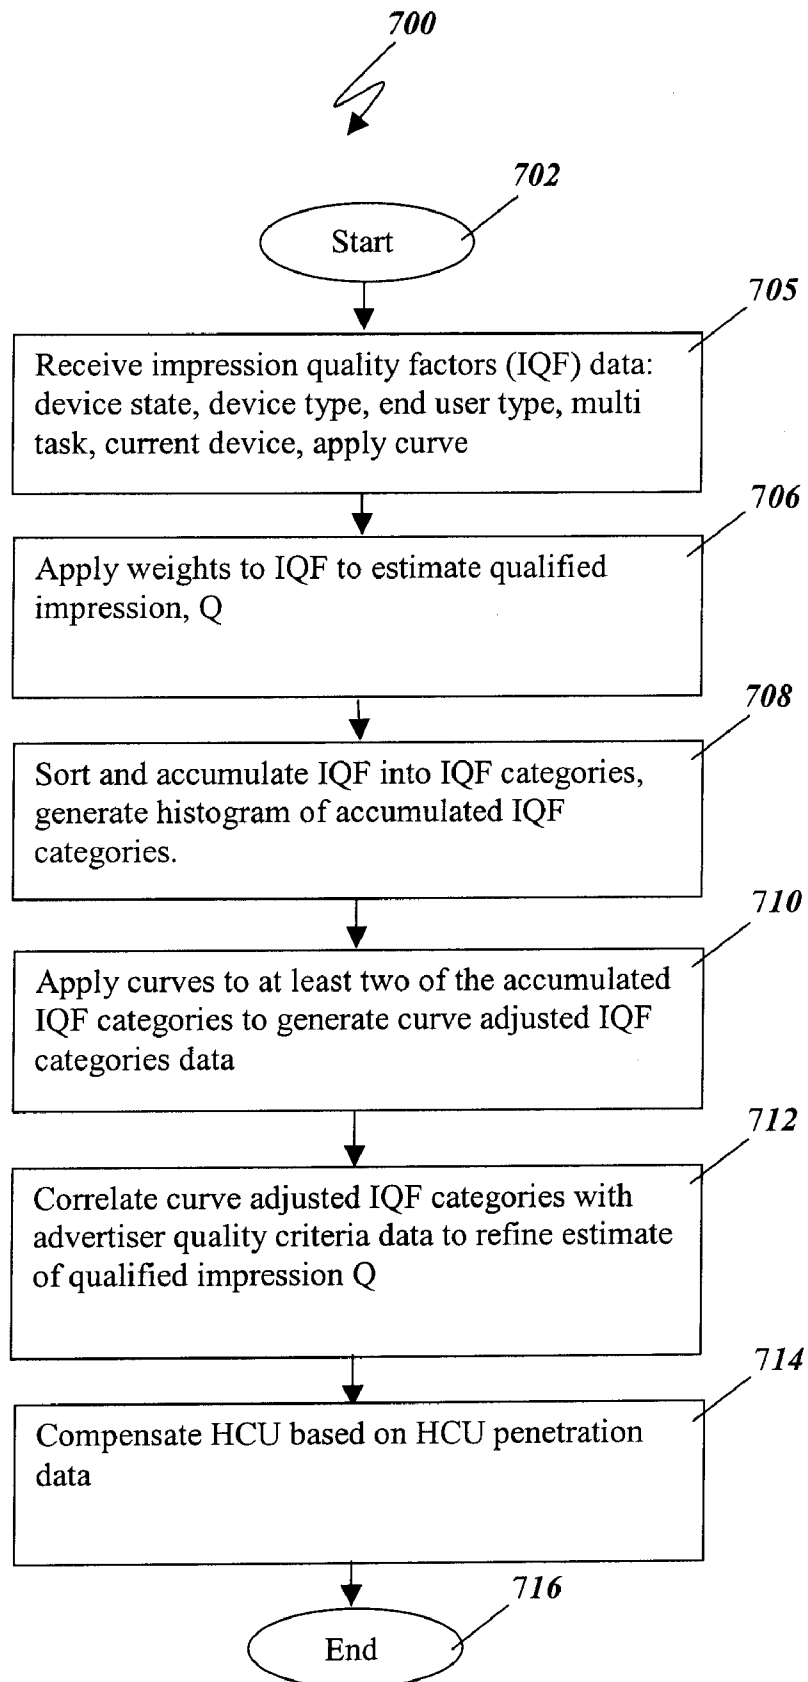 700
702
Start
705
Receive impression quality factors (IQF) data:
device state, device type, end user type, multi
task, current device, apply curve
706
Apply weights to IQF to estimate qualified
impression, Q
708
Sort and accumulate IQF into IQF categories,
generate histogram of accumulated IQF
categories.
710
Apply curves to at least two of the accumulated
IQF categories to generate curve adjusted IQF
categories data
712
Correlate curve adjusted IQF categories with
advertiser quality criteria data to refine estimate
of qualified impression Q
714
Compensate HCU based on HCU penetration
data
716
End